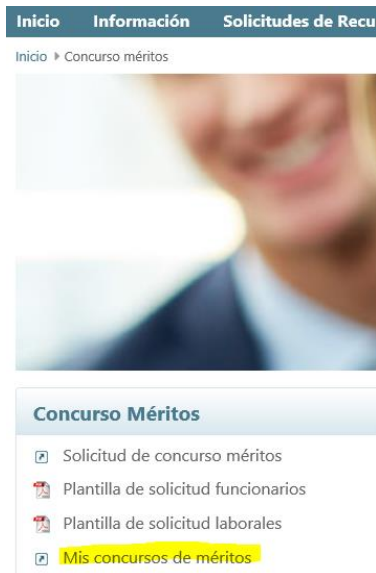 Inicio Información Solicitudes de Recu
Inicio Concurso méritos
Concurso Méritos
Solicitud de concurso méritos
Plantilla de solicitud funcionarios
Plantilla de solicitud laborales
Mis concursos de méritos